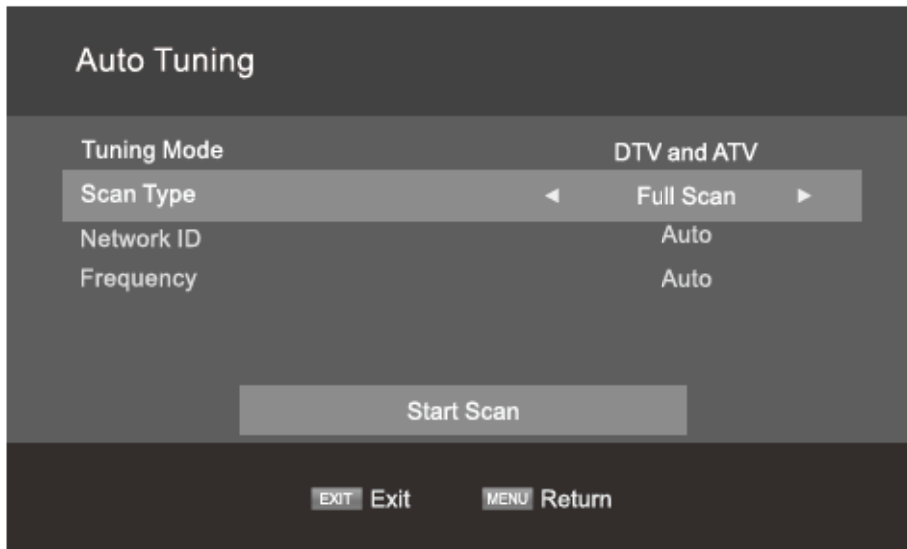 Auto Tuning
Tuning Mode DTV and ATV
Scan Type ◄ Full Scan ►
Network ID Auto
Frequency Auto
Start Scan
EXIT Exit MENU Return